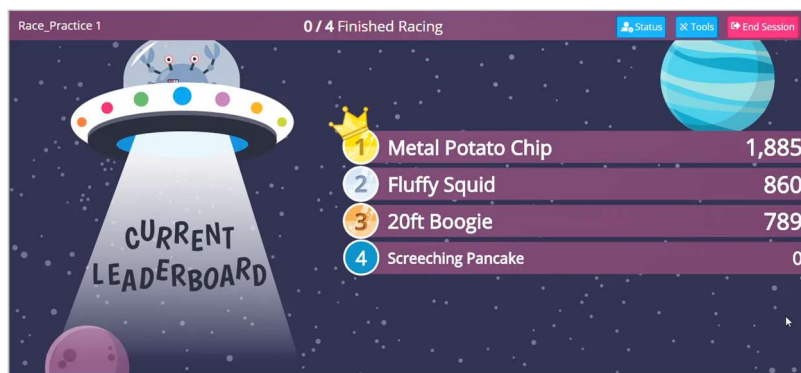 Race_Practice 1
0 / 4 Finished Racing
Status
Tools
End Session
CURRENT
LEADERBOARD
1 Metal Potato Chip 1,885
2 Fluffy Squid 860
3 20ft Boogie 789
4 Screeching Pancake 0